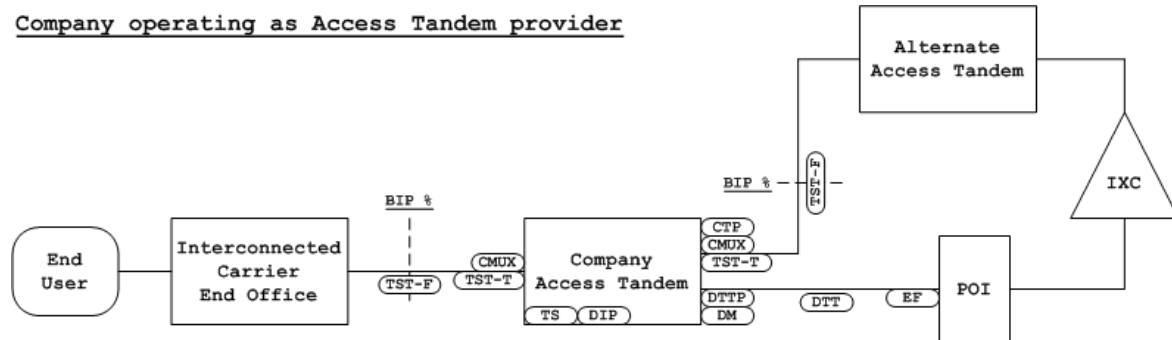 Company operating as Access Tandem provider
Alternate
Access Tandem
TST-F
BIP %
IXC
BIP %
End
User
Interconnected
Carrier
End Office
TST-F
CMUX
TST-T
Company
Access Tandem
TS
DIP
CTP
CMUX
TST-T
DTTP
DM
DTT
EF
POI